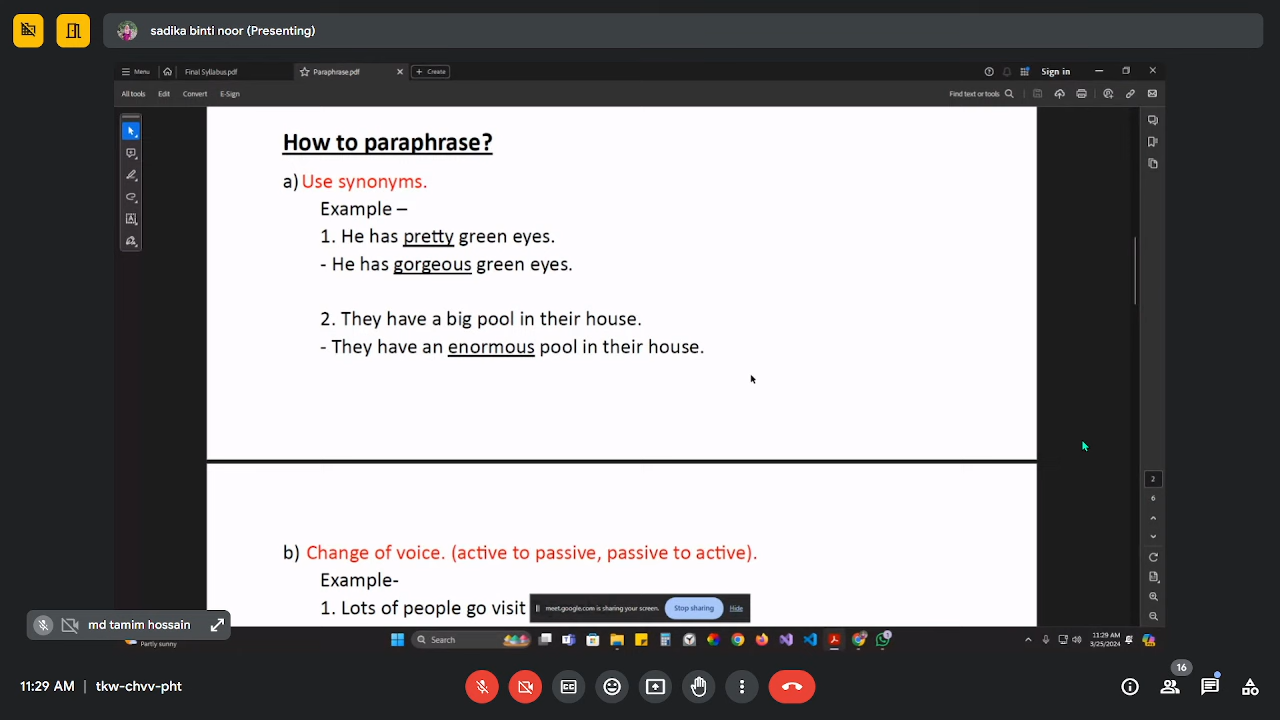 sadika binti noor (Presenting)
Menu
Final Syllabus.pdf
Paraphrase.pdf
Create
Sign in
All tools
Edit
Convert
E-Sign
Find text or tools
How to paraphrase?
a) Use synonyms.
Example –
1. He has pretty green eyes.
- He has gorgeous green eyes.
2. They have a big pool in their house.
- They have an enormous pool in their house.
2
6
b) Change of voice. (active to passive, passive to active).
Example-
1. Lots of people go visit
meet.google.com is sharing your screen.
Stop sharing
Hide
md tamim hossain
Partly sunny
Search
11:29 AM
3/23/2024
11:29 AM | tkw-chvv-pht
16